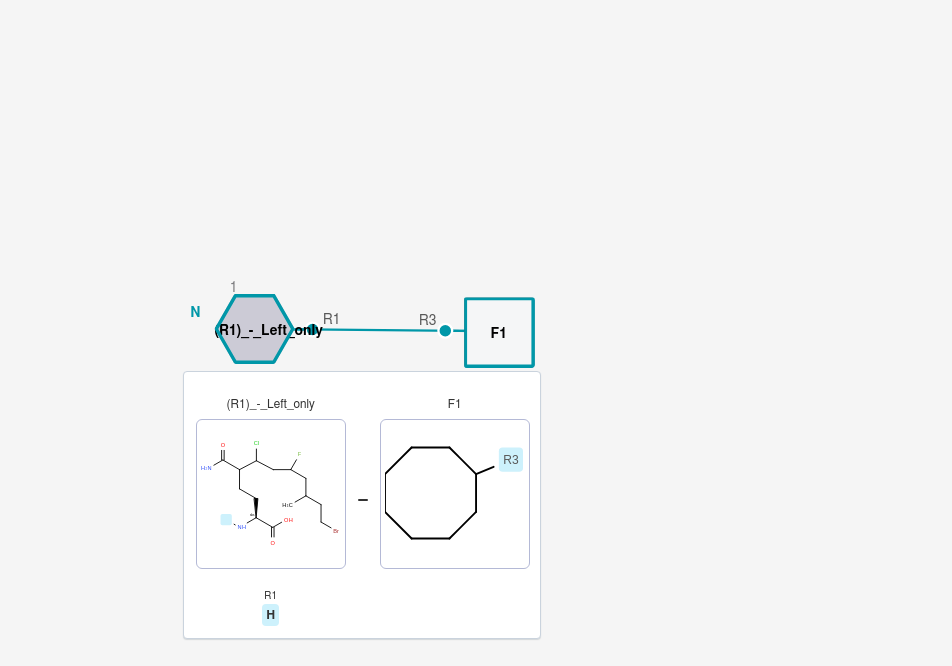 1
N
(R1)_-_Left_only
R1
R3
F1
(R1)_-_Left_only
F1
O
Cl
F
H₂N
H₃C
NH
OH
O
Br
R3
R1
H